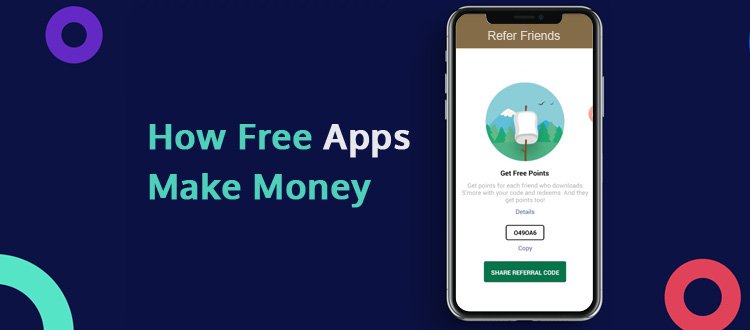 How Free Apps
Make Money
Refer Friends
Get Free Points
Get points for each friend who downloads
S'more with your code and redeems. And they
get points too!
Details
O49OA6
Copy
SHARE REFERRAL CODE